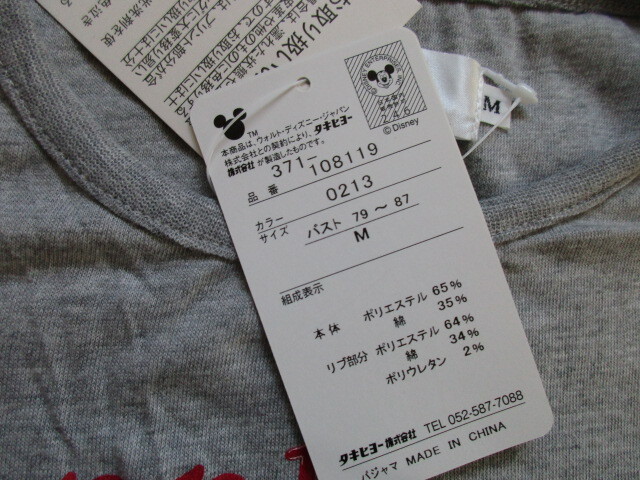 お取り扱い
TM
© Disney
245
M
本商品は、ウォルト・ディズニー・ジャパン
株式会社との契約により、タキヒヨー
株式会社が製造したものです。
品番 371-108119
カラー 0213
サイズ バスト 79〜87
M
組成表示
本体 ポリエステル 65%
綿 35%
リブ部分 ポリエステル 64%
綿 34%
ポリウレタン 2%
タキヒヨー株式会社 TEL 052-587-7088
パジャマ MADE IN CHINA